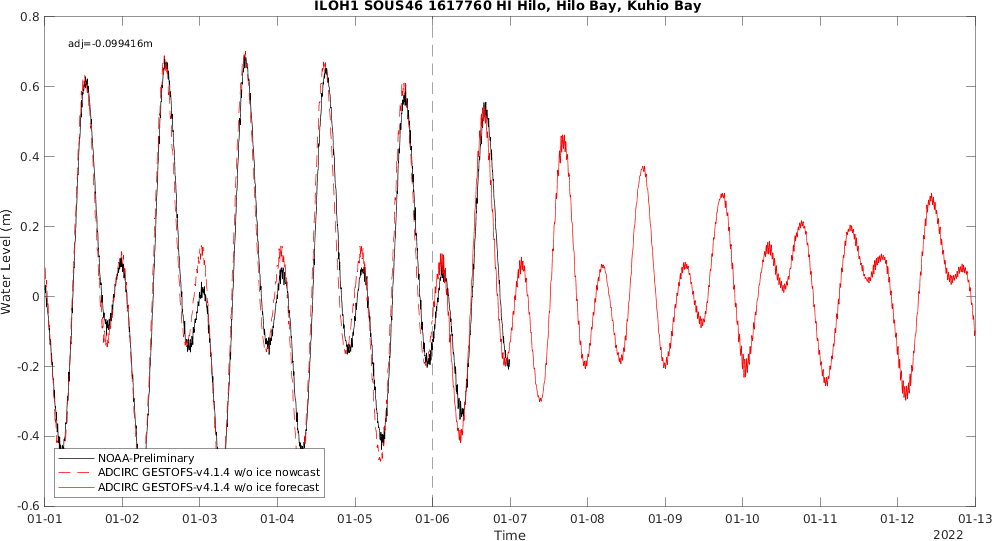 ILOH1 SOUS46 1617760 HI Hilo, Hilo Bay, Kuhio Bay
adj=-0.099416m
0.8
0.6
0.4
0.2
0
-0.2
-0.4
-0.6
Water Level (m)
NOAA-Preliminary
ADCIRC GESTOFS-v4.1.4 w/o ice nowcast
ADCIRC GESTOFS-v4.1.4 w/o ice forecast
01-01 01-02 01-03 01-04 01-05 01-06 01-07 01-08 01-09 01-10 01-11 01-12 01-13
Time
2022